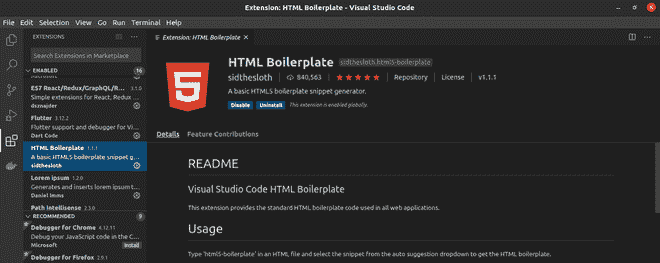 Extension: HTML Boilerplate - Visual Studio Code
File Edit Selection View Go Run Terminal Help
EXTENSIONS
Extension: HTML Boilerplate
Search Extensions in Marketplace
ENABLED 16
ES7 React/Redux/GraphQL/R... 3.1.0
Simple extensions for React, Redux
dsznajder
Flutter 3.12.2
Flutter support and debugger for Vi...
Dart Code
HTML Boilerplate 1.1.1
A basic HTML5 boilerplate snippet g...
sidthesloth
Lorem ipsum 1.2.0
Generates and inserts lorem ipsum t...
Daniel Imms
Path Intellisense 2.3.0
RECOMMENDED 9
Debugger for Chrome 4.12.11
Debug your JavaScript code in the C...
Microsoft Install
Debugger for Firefox 2.9.1
HTML Boilerplate sidthesloth.html5-boilerplate
sidthesloth 840,563 Repository License v1.1.1
A basic HTML5 boilerplate snippet generator.
Disable Uninstall This extension is enabled globally.
Details Feature Contributions
README
Visual Studio Code HTML Boilerplate
This extension provides the standard HTML boilerplate code used in all web applications.
Usage
Type 'html5-boilerplate' in an HTML file and select the snippet from the auto suggestion dropdown to get the HTML boilerplate.